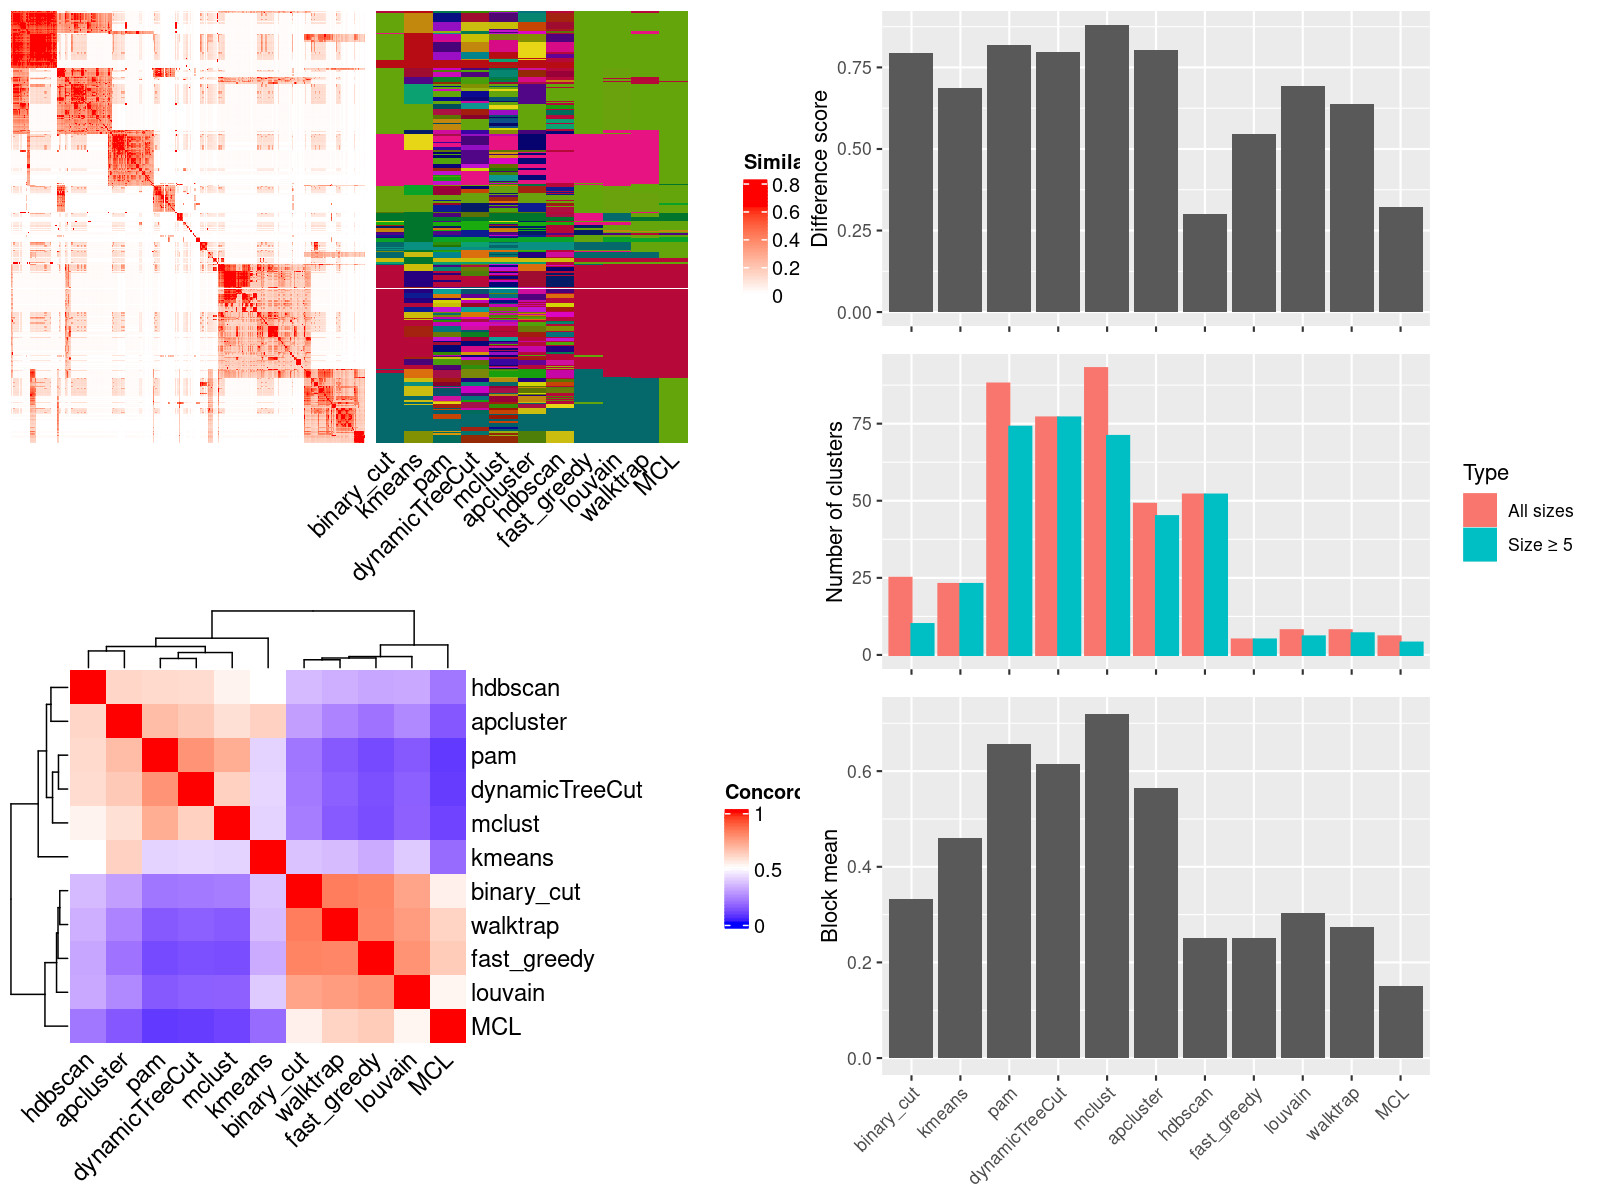 Simila
0.8
0.6
0.4
0.2
0
binary_cut
kmeans
pam
dynamicTreeCut
mclust
apcluster
hdbscan
fast_greedy
louvain
walktrap
MCL
hdbscan
apcluster
pam
dynamicTreeCut
mclust
kmeans
binary_cut
walktrap
fast_greedy
louvain
MCL
hdbscan
apcluster
pam
dynamicTreeCut
mclust
kmeans
binary_cut
walktrap
fast_greedy
louvain
MCL
Concord
1
0.5
0
Difference score
0.75
0.50
0.25
0.00
Number of clusters
75
50
25
0
Type
All sizes
Size ≥ 5
Block mean
0.6
0.4
0.2
0.0
binary_cut
kmeans
pam
dynamicTreeCut
mclust
apcluster
hdbscan
fast_greedy
louvain
walktrap
MCL